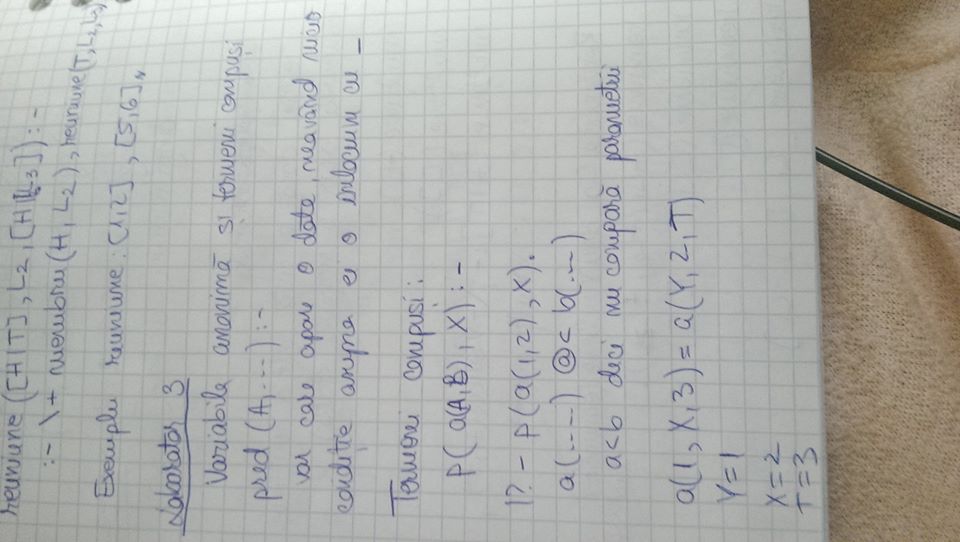 reuniune ([H|T], L2, [H|L3]) :-
:- \+ membru (H, L2), reuniune(T, L2, L3)
Exemplu reuniune: [1,2], [5,6],
Laborator 3
Variabila anonimă și termeni compuși
pred (A, ....) :-
var care apare o dată, neavând nicio
condiție asupra ei o înlocuim cu _
Termeni compuși:
p( a(A,B), X) :-
|? - p(a(1,2), X).
a(.....) @< b(...)
a<b deci nu compară parametrii
a(1, X, 3) = a(Y, 2, T)
Y=1
X=2
T=3